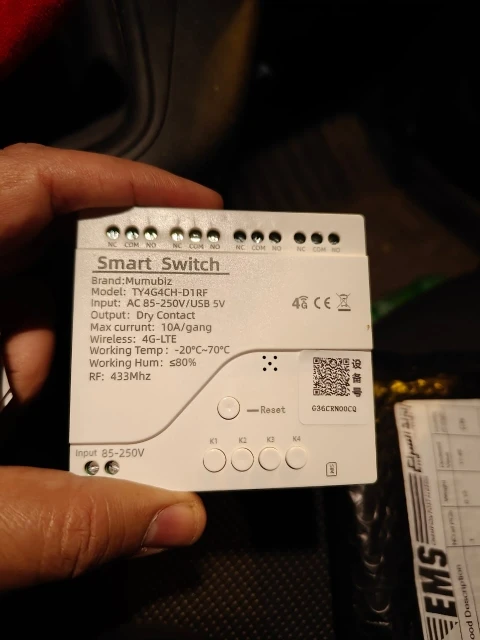 NC COM NO NC COM NO NC COM NO NC COM NO
Smart Switch
Brand:Mumubiz
Model: TY4G4CH-D1RF
Input: AC 85-250V/USB 5V
Output: Dry Contact
Max currunt: 10A/gang
Wireless: 4G-LTE
Working Temp: -20°C~70°C
Working Hum: ≤80%
RF: 433Mhz
4G CE
设备号
G36CRN00CQ
Reset
K1 K2 K3 K4
Input 85-250V
EMS